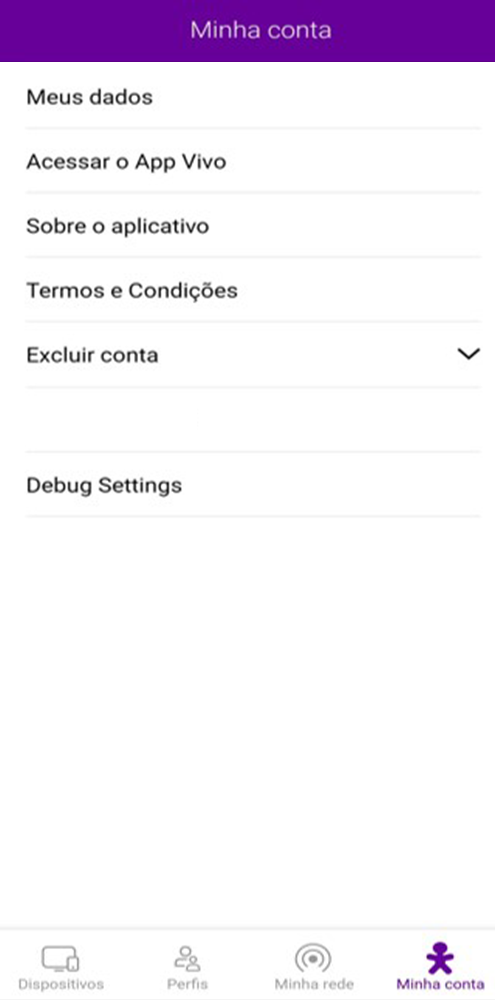 Minha conta
Meus dados
Acessar o App Vivo
Sobre o aplicativo
Termos e Condições
Excluir conta
Debug Settings
Dispositivos
Perfis
Minha rede
Minha conta